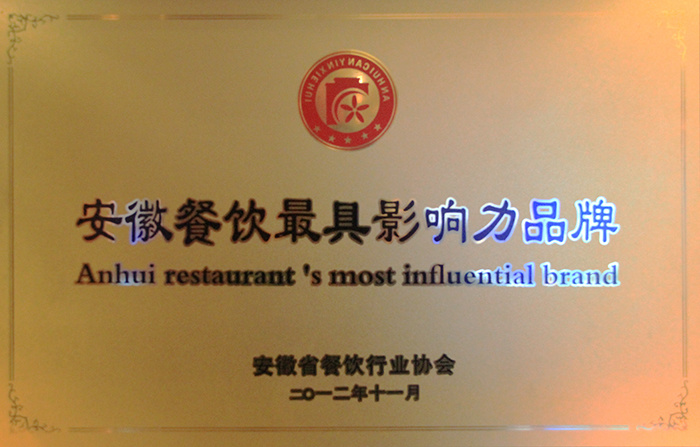 ANHUICANYINXIEHUI
安徽餐饮最具影响力品牌
Anhui restaurant 's most influential brand
安徽省餐饮行业协会
二〇一二年十一月